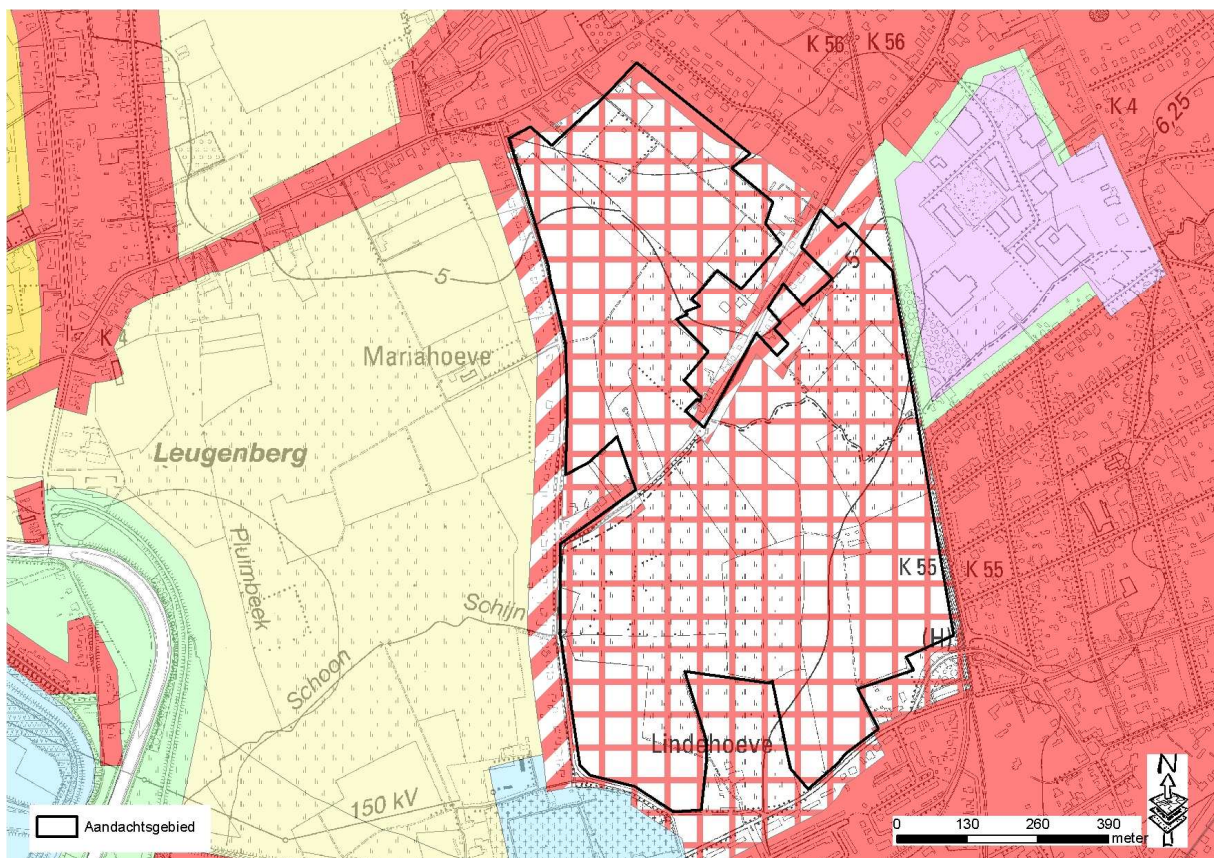 K 56 K 56
K 4
6,25
5
5
K 4
Mariahoeve
Leugenberg
Pluimbeek
Schijn
Schoon
K 55 K 55
(H)
Lindehoeve
150 kV
Aandachtsgebied
N
0 130 260 390
meter